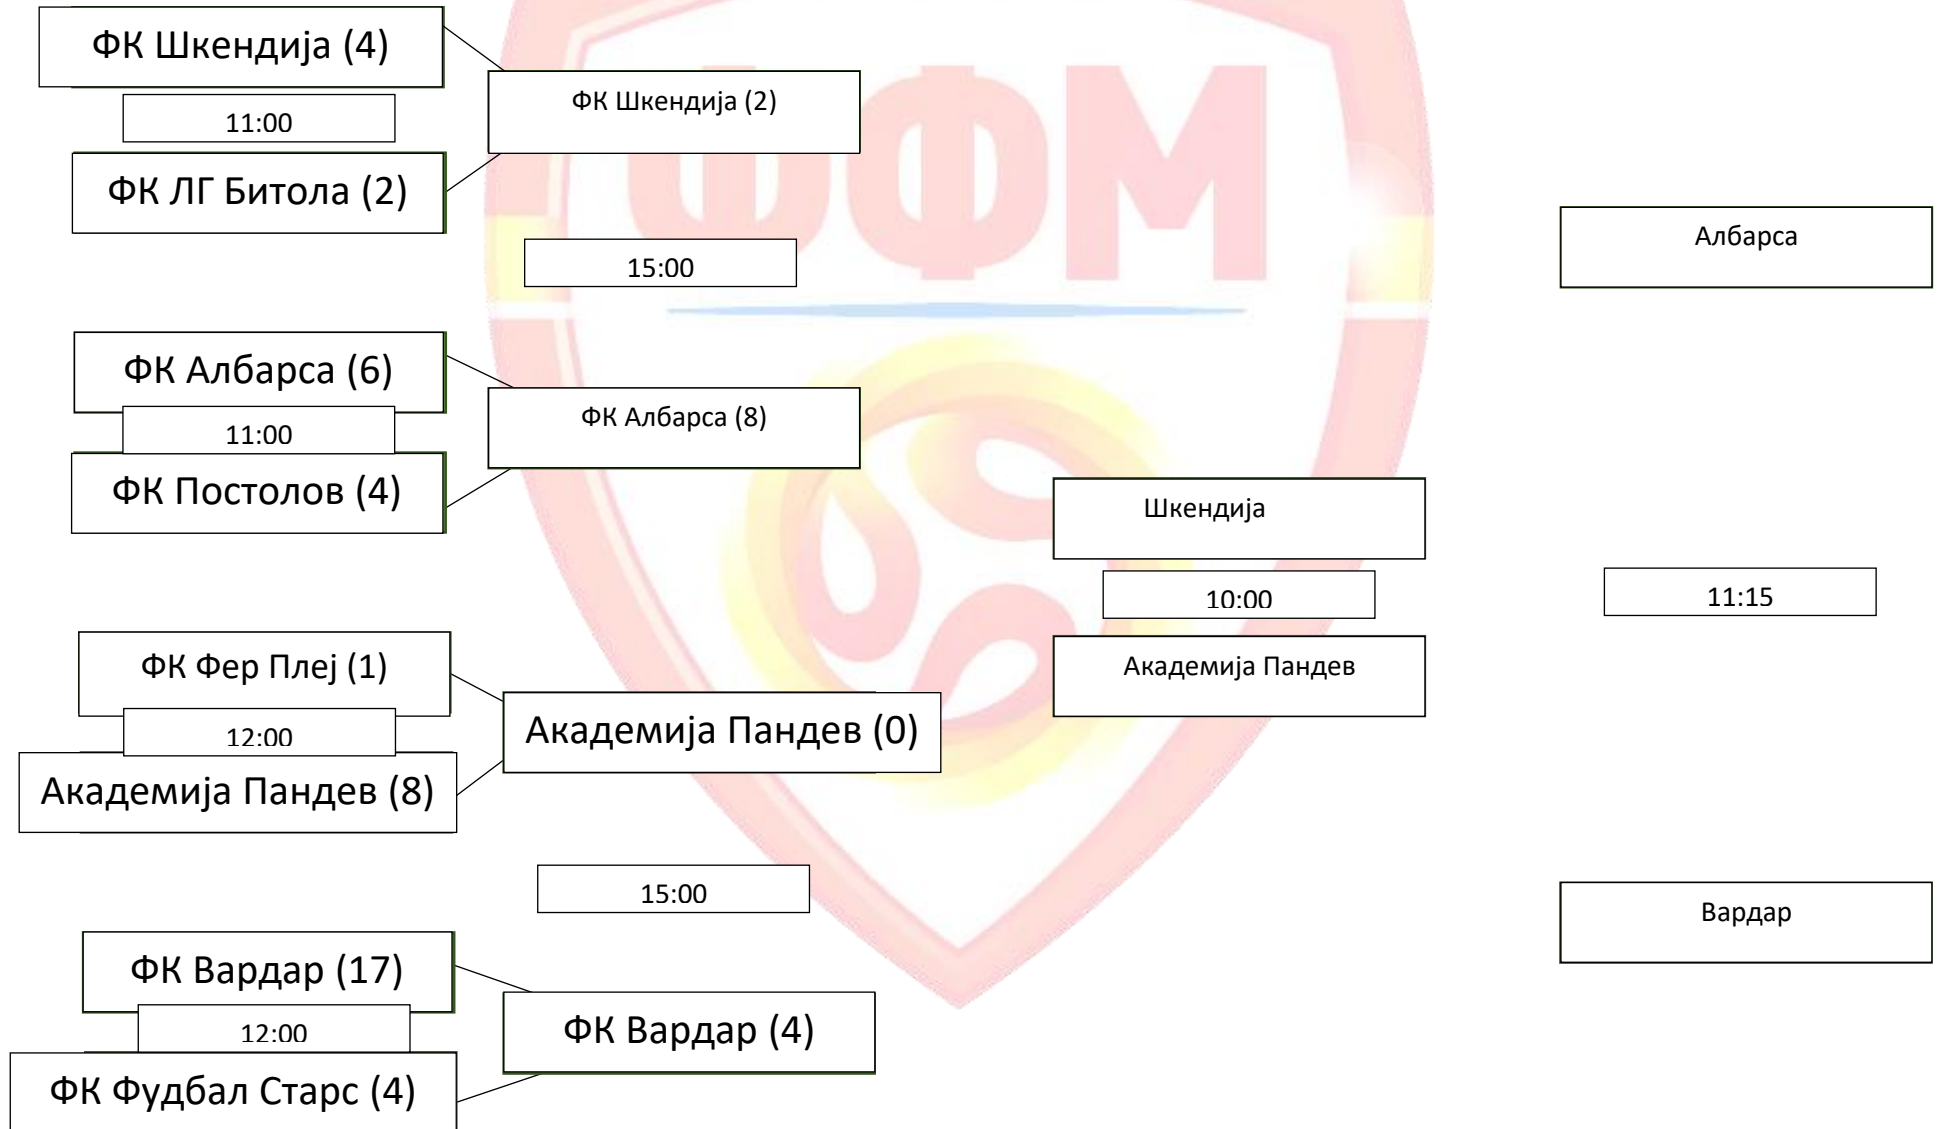 ФК Шкендија (4)
11:00
ФК ЛГ Битола (2)
ФК Шкендија (2)
15:00
ФК Албарса (6)
11:00
ФК Постолов (4)
ФК Албарса (8)
ФК Фер Плеј (1)
12:00
Академија Пандев (8)
Академија Пандев (0)
15:00
ФК Вардар (17)
12:00
ФК Фудбал Старс (4)
ФК Вардар (4)
Шкендија
10:00
Академија Пандев
Албарса
11:15
Вардар
ФФМ